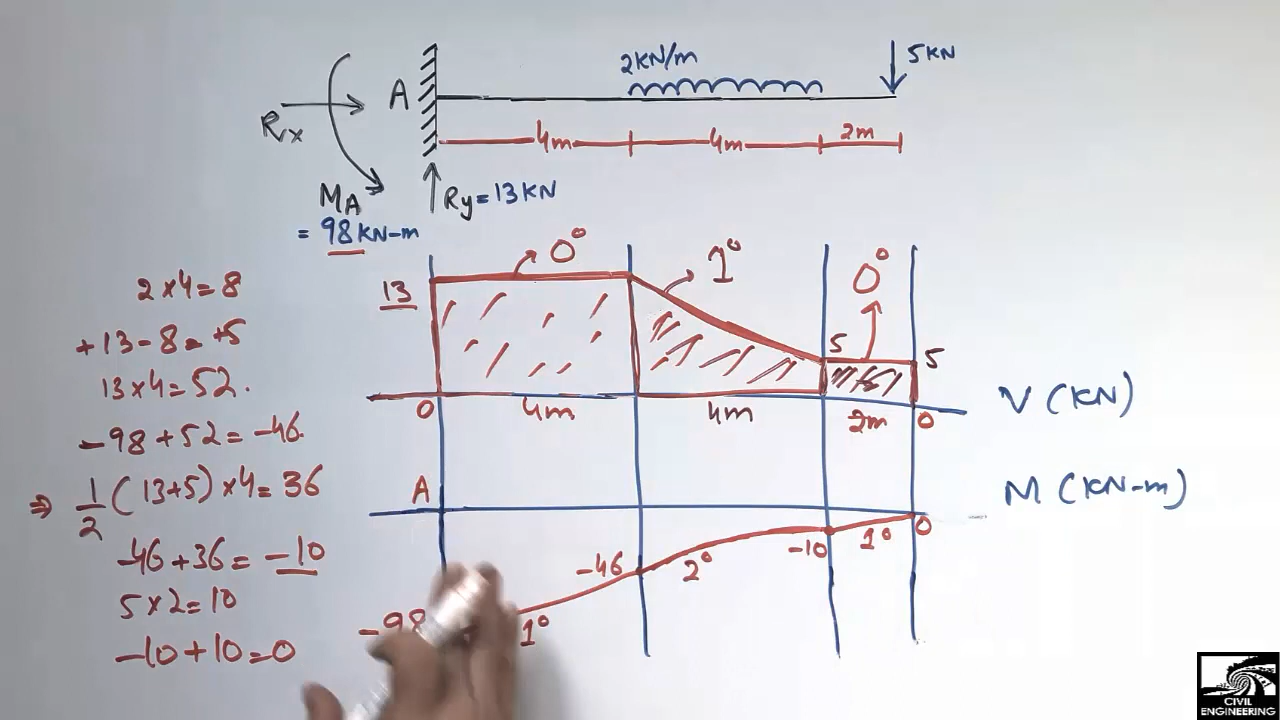 2KN/m
5KN
A
Rx
4m
4m
2m
MA
= 98 KN-m
Ry = 13 KN
0°
1°
0°
2×4=8
13
+13-8= +5
13×4=52.
5
5
0
4m
4m
2m
0
V (KN)
-98+52=-46.
⇒ 1/2 (13+5)×4=36
A
M (KN-m)
-46+36= -10
-46
2°
-10
1°
0
5×2=10
-98
1°
-10+10=0
CIVIL
ENGINEERING